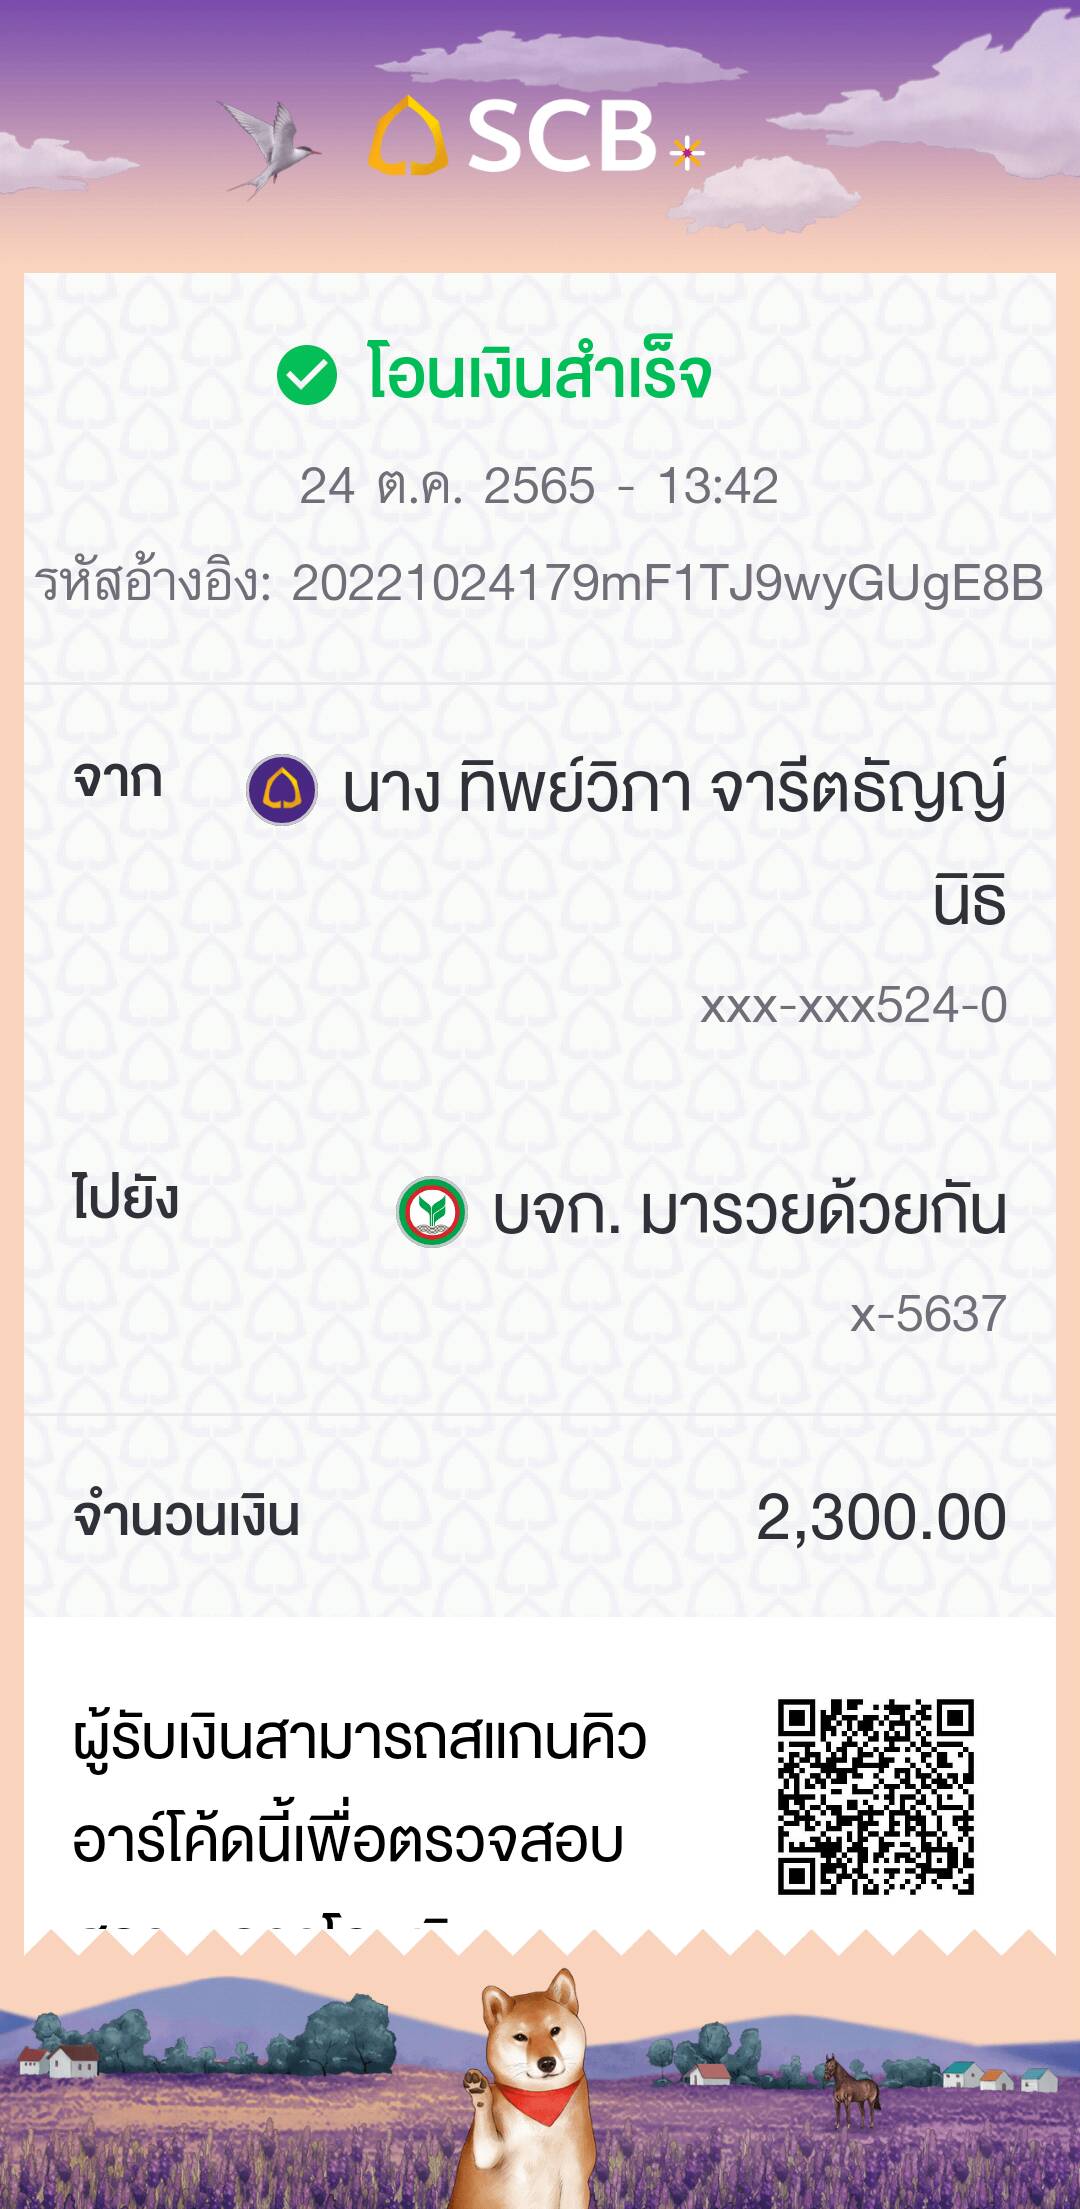 SCB
โอนเงินสำเร็จ
24 ต.ค. 2565 - 13:42
รหัสอ้างอิง: 20221024179mF1TJ9wyGUgE8B
จาก นาง ทิพย์วิภา จารีตธัญญ์
นิธิ
xxx-xxx524-0
ไปยัง บจก. มารวยด้วยกัน
x-5637
จำนวนเงิน 2,300.00
ผู้รับเงินสามารถสแกนคิว
อาร์โค้ดนี้เพื่อตรวจสอบ